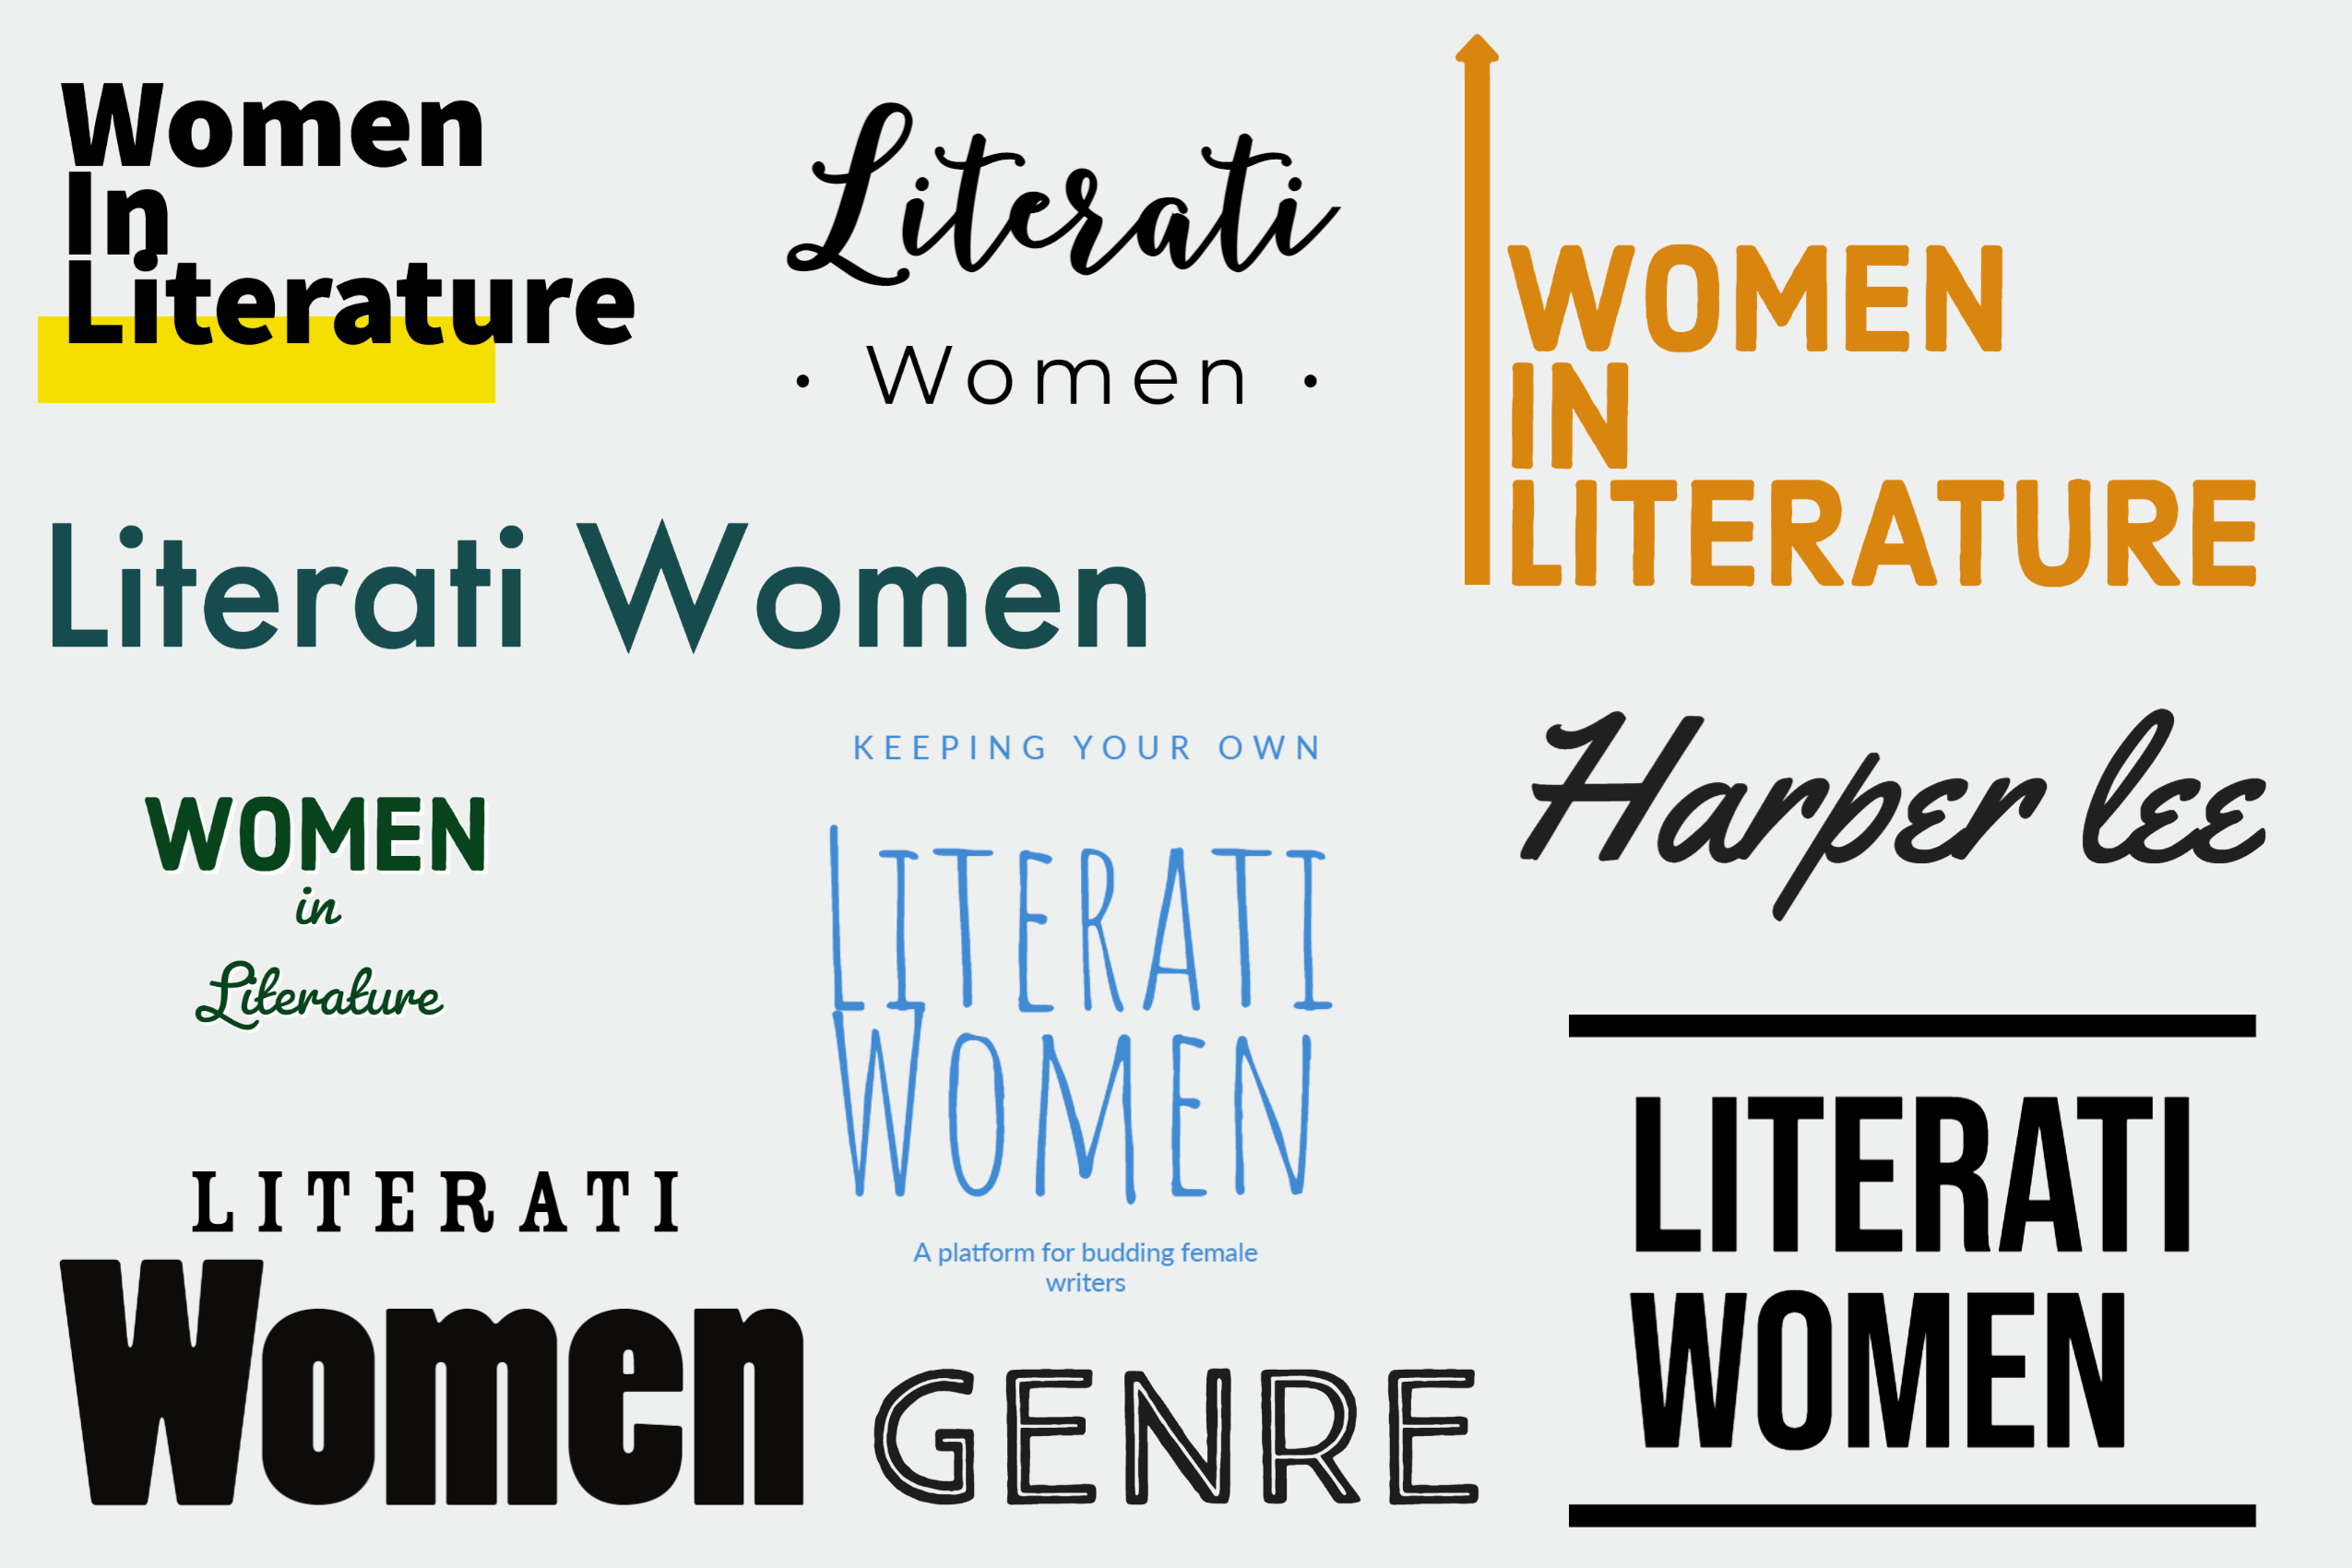 Women
In
Literature
Literati
• Women •
WOMEN
IN
LITERATURE
Literati Women
WOMEN
in
Literature
KEEPING YOUR OWN
LITERATI
WOMEN
A platform for budding female
writers
Harper lee
LITERATI
Women
GENRE
LITERATI
WOMEN